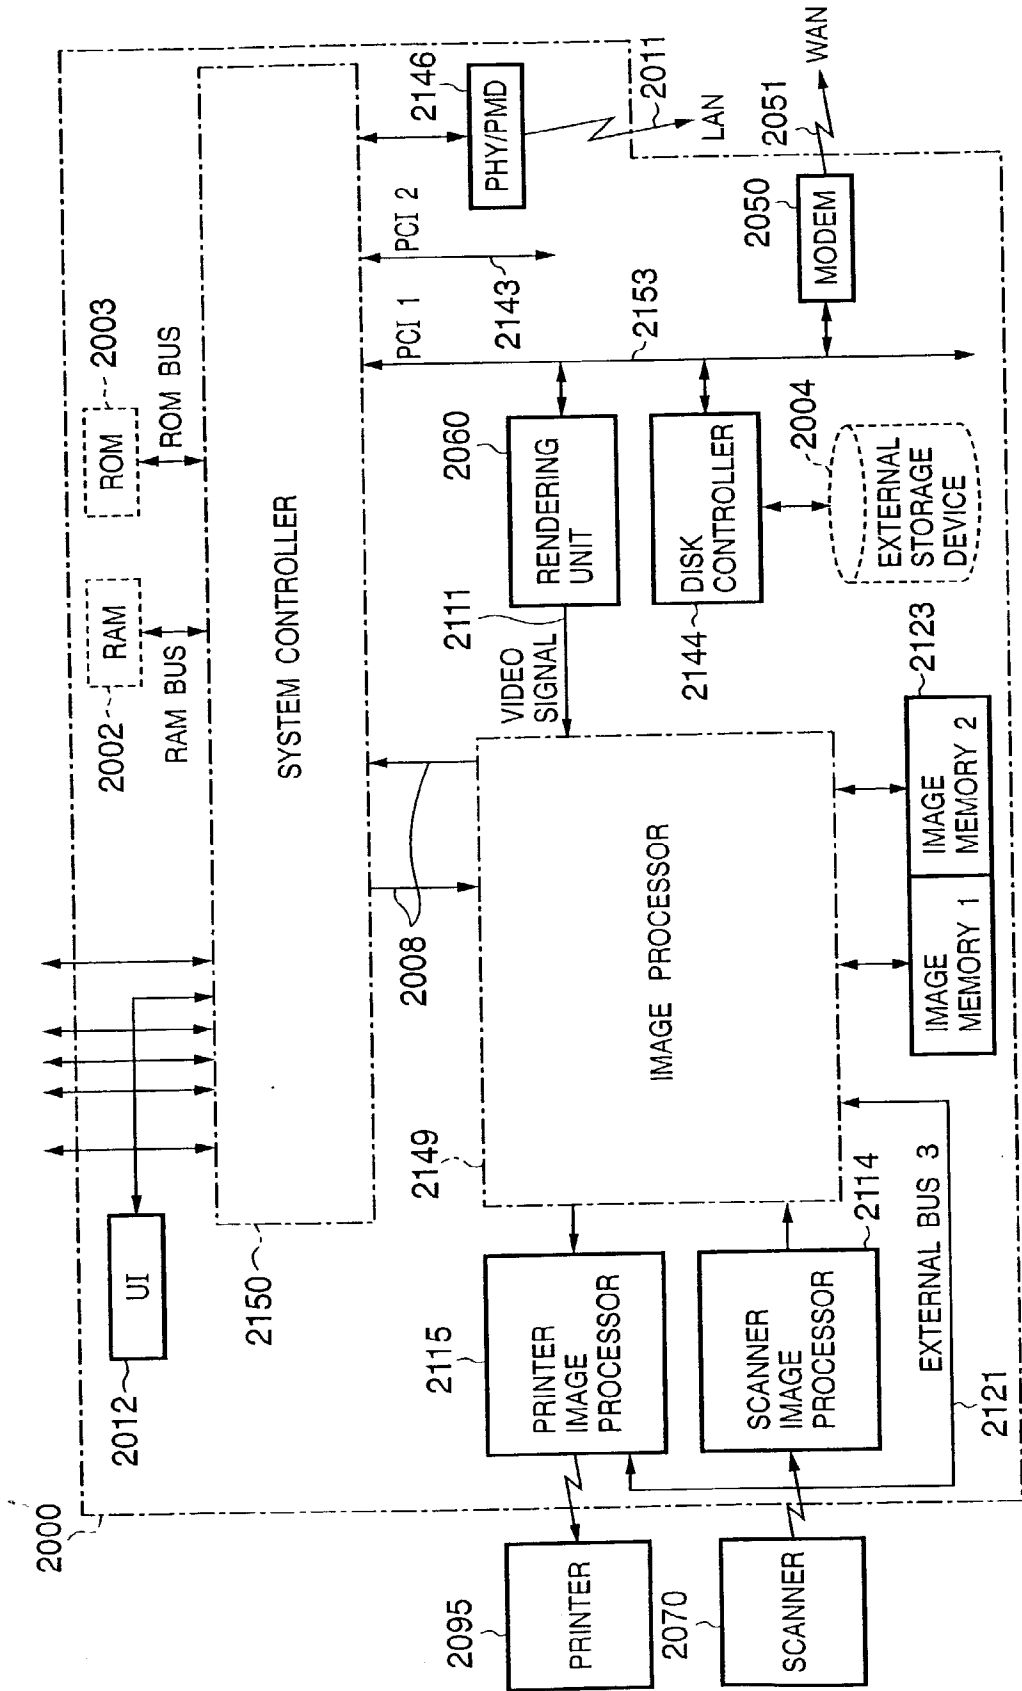 2000
2012
UI
2002
RAM
RAM BUS
2003
ROM
ROM BUS
2150
SYSTEM CONTROLLER
2008
PCI 1
PCI 2
2143
2146
PHY/PMD
2011
LAN
2153
2149
IMAGE PROCESSOR
VIDEO
SIGNAL
2111
2060
RENDERING
UNIT
2144
DISK
CONTROLLER
2004
EXTERNAL
STORAGE
DEVICE
2050
MODEM
2051
WAN
2095
PRINTER
2115
PRINTER
IMAGE
PROCESSOR
2070
SCANNER
2114
SCANNER
IMAGE
PROCESSOR
EXTERNAL BUS 3
2121
IMAGE
MEMORY 1
IMAGE
MEMORY 2
2123